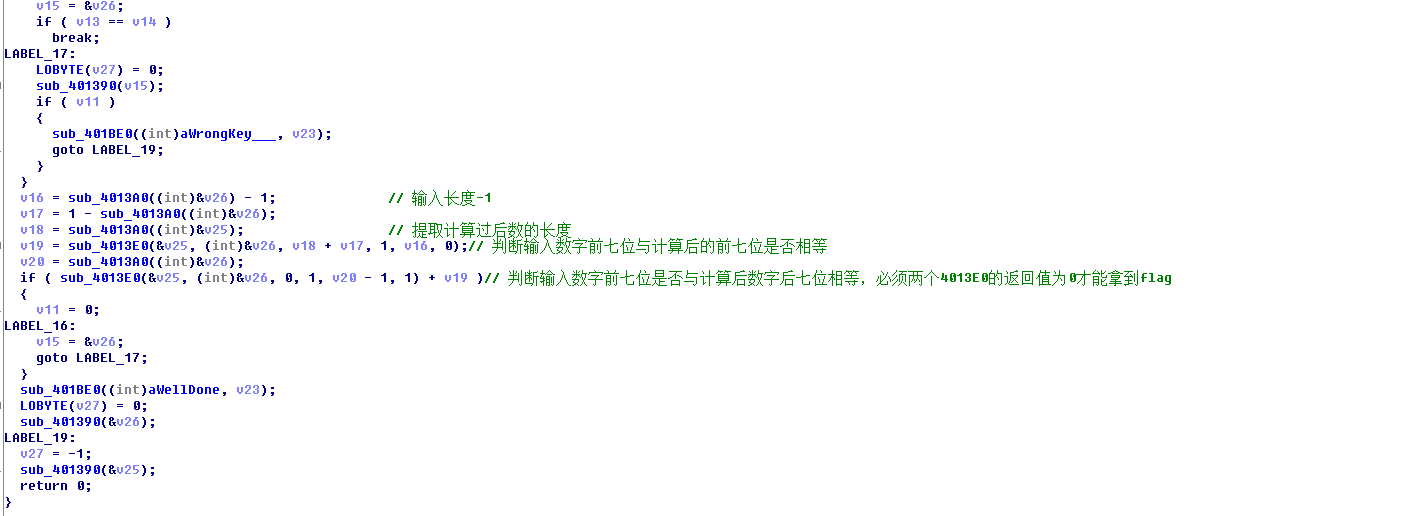 v15 = &v26;
if ( v13 == v14 )
break;
LABEL_17:
LOBYTE(v27) = 0;
sub_401390(v15);
if ( v11 )
{
sub_401BE0((int)aWrongKey___, v23);
goto LABEL_19;
}
}
v16 = sub_4013A0((int)&v26) - 1; // 输入长度-1
v17 = 1 - sub_4013A0((int)&v26);
v18 = sub_4013A0((int)&v25); // 提取计算过后数的长度
v19 = sub_4013E0(&v25, (int)&v26, v18 + v17, 1, v16, 0);// 判断输入数字前七位与计算后的前七位是否相等
v20 = sub_4013A0((int)&v26);
if ( sub_4013E0(&v25, (int)&v26, 0, 1, v20 - 1, 1) + v19 )// 判断输入数字前七位是否与计算后数字后七位相等，必须两个4013E0的返回值为0才能拿到flag
{
v11 = 0;
LABEL_16:
v15 = &v26;
goto LABEL_17;
}
sub_401BE0((int)aWellDone, v23);
LOBYTE(v27) = 0;
sub_401390(&v26);
LABEL_19:
v27 = -1;
sub_401390(&v25);
return 0;
}